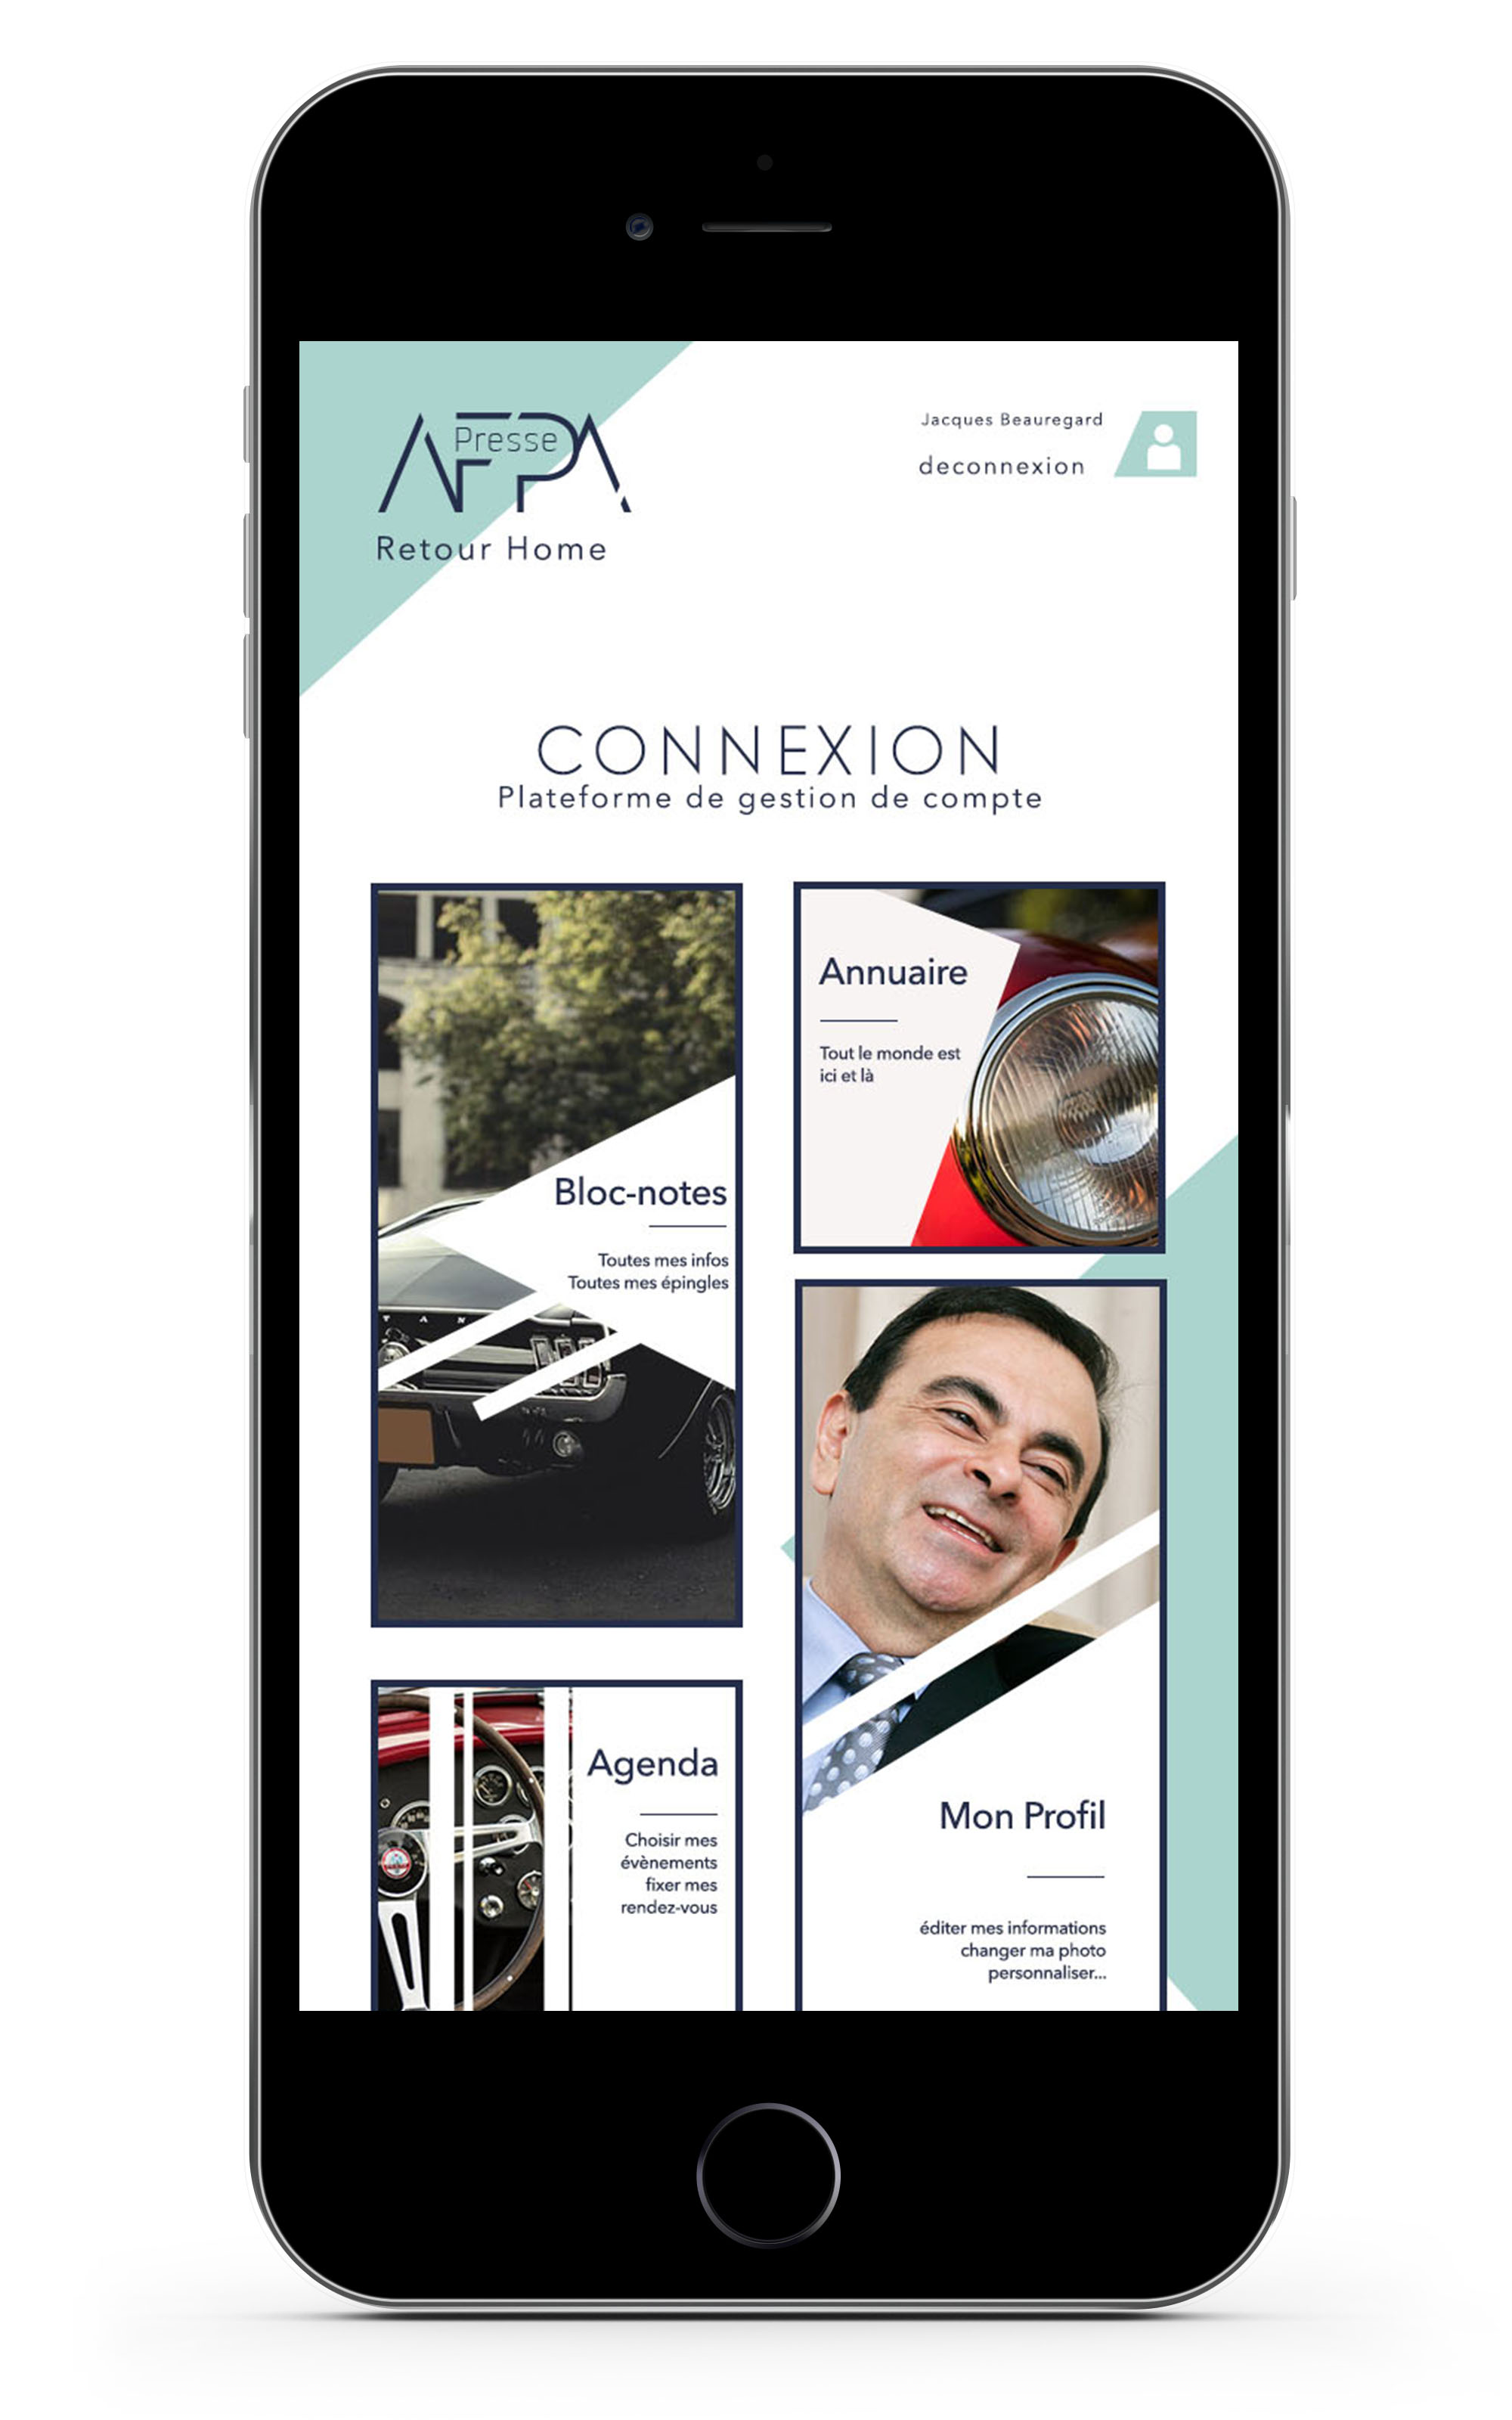 AFPA
Presse
Retour Home
Jacques Beauregard
deconnexion
CONNEXION
Plateforme de gestion de compte
Bloc-notes
Toutes mes infos
Toutes mes épingles
T A N
Annuaire
Tout le monde est
ici et là
Agenda
Choisir mes
évènements
fixer mes
rendez-vous
Mon Profil
éditer mes informations
changer ma photo
personnaliser...